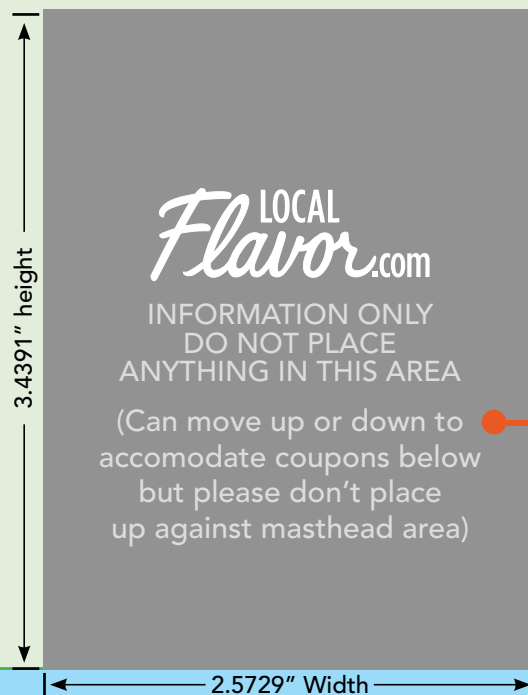 LOCAL
Flavor.com
INFORMATION ONLY
DO NOT PLACE
ANYTHING IN THIS AREA
(Can move up or down to
accomodate coupons below
but please don’t place
up against masthead area)
3.4391” height
2.5729” Width